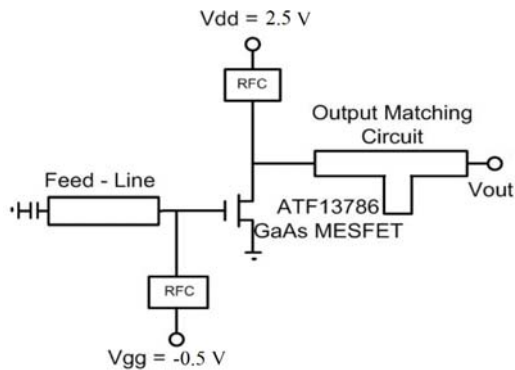 Vdd = 2.5 V
RFC
Output Matching
Circuit
Feed - Line
Vout
ATF13786
GaAs MESFET
RFC
Vgg = -0.5 V